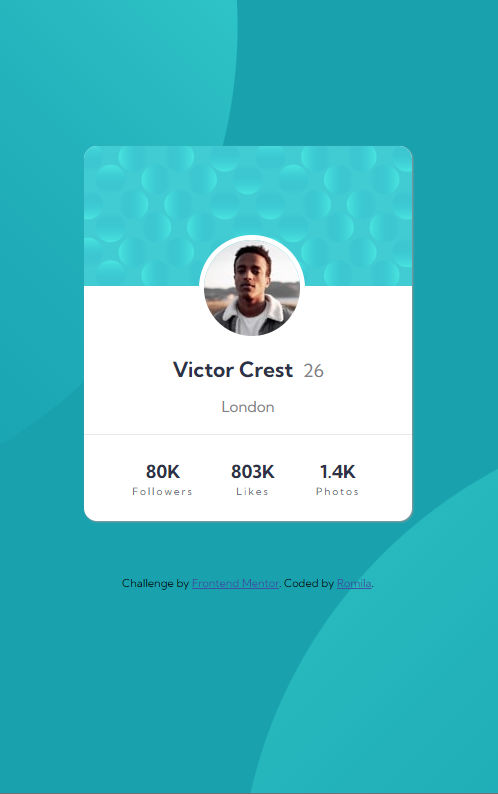 Victor Crest 26
London
80K 803K 1.4K
Followers Likes Photos
Challenge by Frontend Mentor. Coded by Romila.